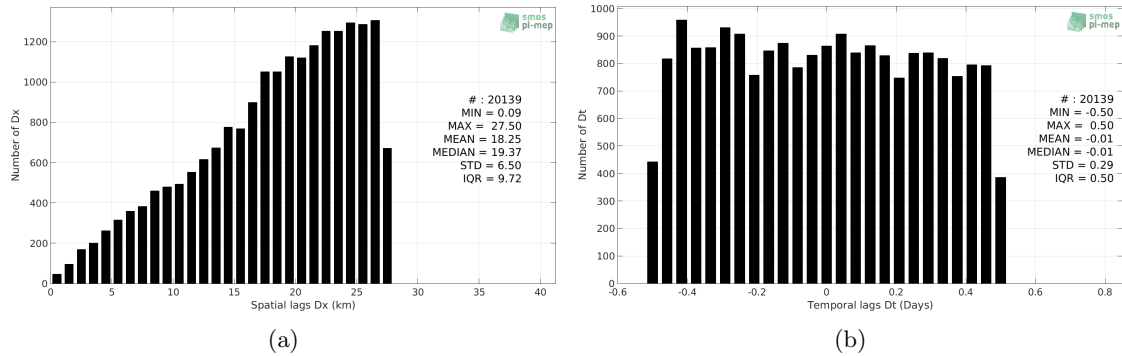 smos
pi-mep
1200
1000
800
600
400
200
0
Number of Dx
# : 20139
MIN = 0.09
MAX = 27.50
MEAN = 18.25
MEDIAN = 19.37
STD = 6.50
IQR = 9.72
0 5 10 15 20 25 30 35 40
Spatial lags Dx (km)
(a)
smos
pi-mep
1000
900
800
700
600
500
400
300
200
100
0
Number of Dt
# : 20139
MIN = -0.50
MAX = 0.50
MEAN = -0.01
MEDIAN = -0.01
STD = 0.29
IQR = 0.50
-0.6 -0.4 -0.2 0 0.2 0.4 0.6 0.8
Temporal lags Dt (Days)
(b)